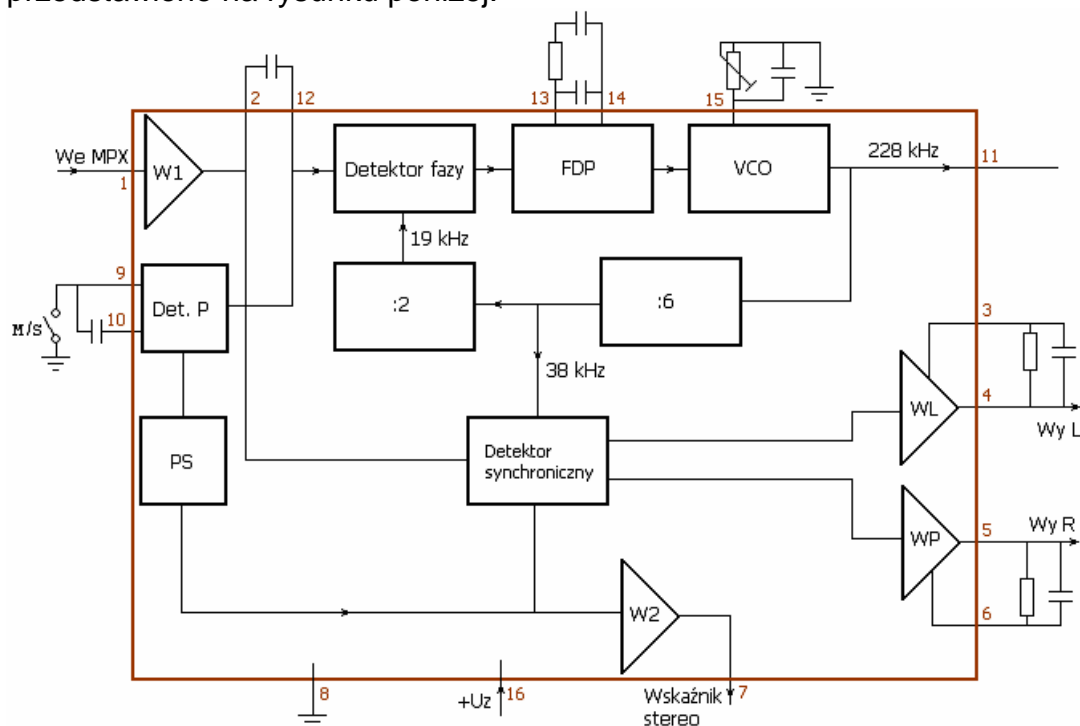 przedstawione na rysunku poniżej.
2
12
13
14
15
We MPX
1
W1
Detektor fazy
FDP
VCO
228 kHz
11
19 kHz
9
M/S
10
Det. P
:2
:6
3
38 kHz
WL
4
Wy L
PS
Detektor
synchroniczny
WP
5
Wy R
6
W2
8
+Uz
16
Wskaźnik
stereo
7